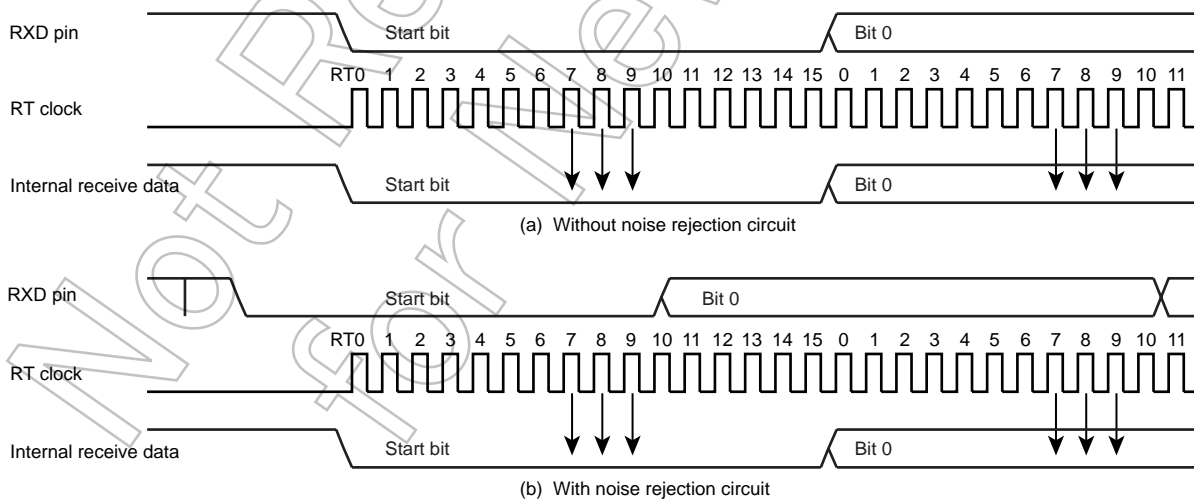 RXD pin Start bit Bit 0
RT0 1 2 3 4 5 6 7 8 9 10 11 12 13 14 15 0 1 2 3 4 5 6 7 8 9 10 11
RT clock
Internal receive data Start bit Bit 0
(a) Without noise rejection circuit
RXD pin Start bit Bit 0
RT0 1 2 3 4 5 6 7 8 9 10 11 12 13 14 15 0 1 2 3 4 5 6 7 8 9 10 11
RT clock
Internal receive data Start bit Bit 0
(b) With noise rejection circuit
Not Re
for Ne